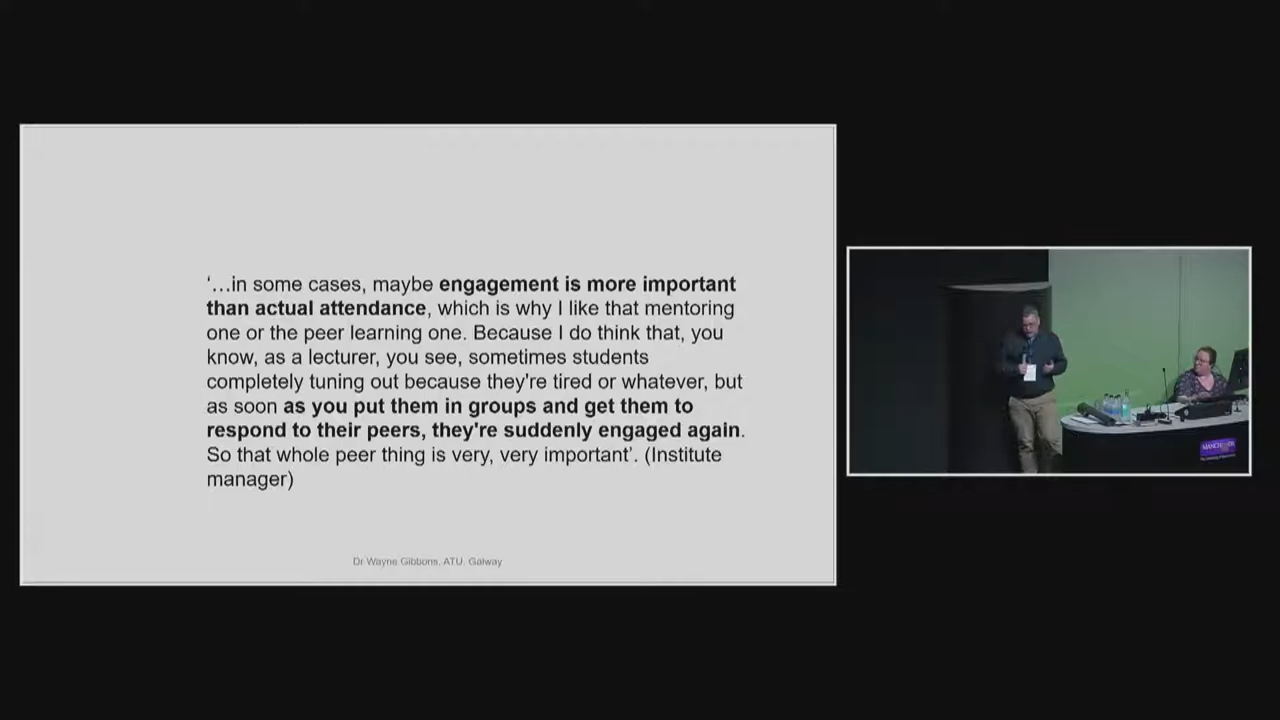 ‘…in some cases, maybe engagement is more important
than actual attendance, which is why I like that mentoring
one or the peer learning one. Because I do think that, you
know, as a lecturer, you see, sometimes students
completely tuning out because they're tired or whatever, but
as soon as you put them in groups and get them to
respond to their peers, they're suddenly engaged again.
So that whole peer thing is very, very important’. (Institute
manager)
Dr Wayne Gibbons, ATU. Galway
MANCHESTER